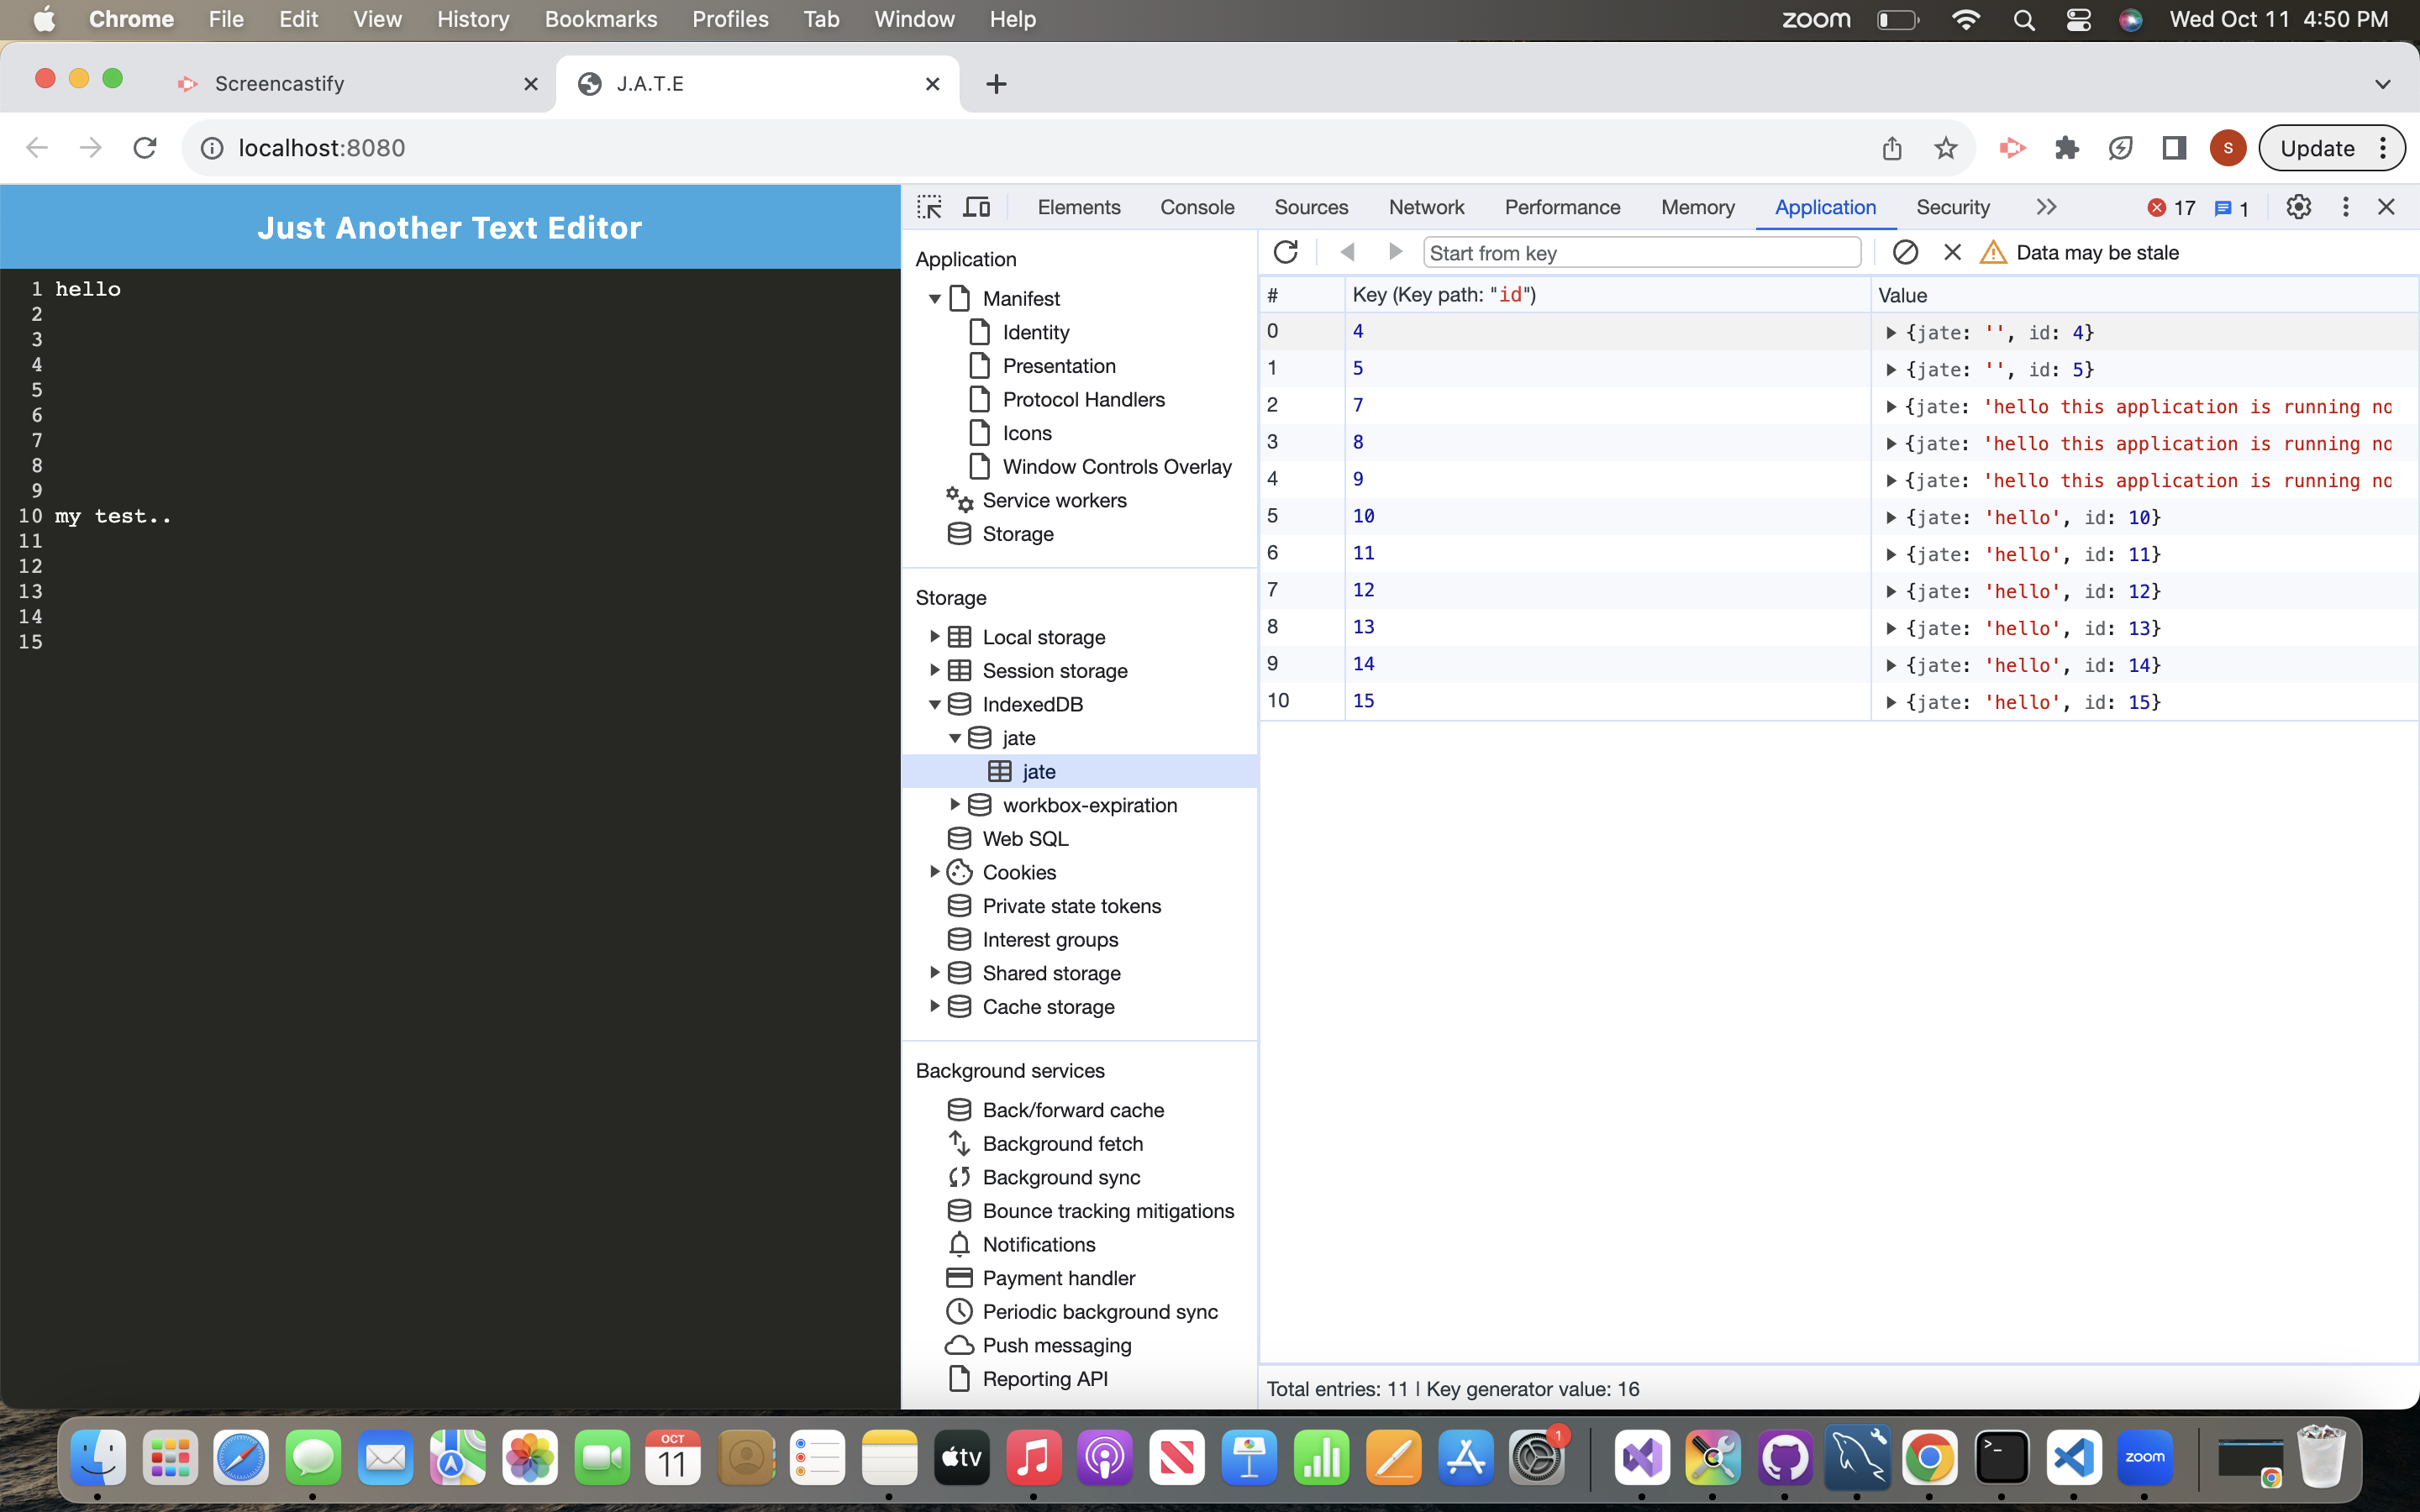 Chrome File Edit View History Bookmarks Profiles Tab Window Help zoom Wed Oct 11 4:50 PM
Screencastify J.A.T.E
localhost:8080 S Update
Just Another Text Editor
1 hello
2
3
4
5
6
7
8
9
10 my test..
11
12
13
14
15
Elements Console Sources Network Performance Memory Application Security 17 1
Application
Manifest
Identity
Presentation
Protocol Handlers
Icons
Window Controls Overlay
Service workers
Storage
Storage
Local storage
Session storage
IndexedDB
jate
jate
workbox-expiration
Web SQL
Cookies
Private state tokens
Interest groups
Shared storage
Cache storage
Background services
Back/forward cache
Background fetch
Background sync
Bounce tracking mitigations
Notifications
Payment handler
Periodic background sync
Push messaging
Reporting API
Start from key Data may be stale
# Key (Key path: "id") Value
0 4 {jate: '', id: 4}
1 5 {jate: '', id: 5}
2 7 {jate: 'hello this application is running no
3 8 {jate: 'hello this application is running no
4 9 {jate: 'hello this application is running no
5 10 {jate: 'hello', id: 10}
6 11 {jate: 'hello', id: 11}
7 12 {jate: 'hello', id: 12}
8 13 {jate: 'hello', id: 13}
9 14 {jate: 'hello', id: 14}
10 15 {jate: 'hello', id: 15}
Total entries: 11 | Key generator value: 16
OCT
11
tv
1
zoom